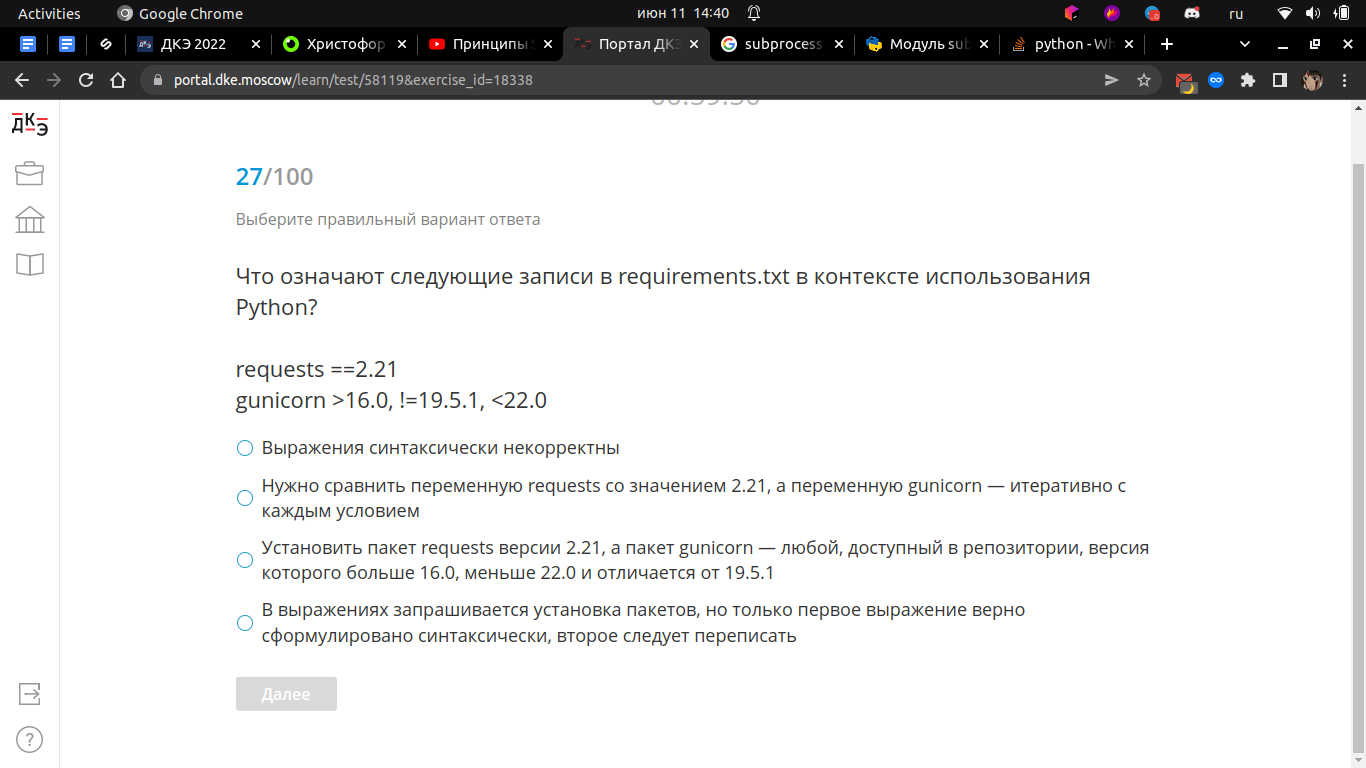 Activities
Google Chrome
июн 11 14:40
ru
ДКЭ 2022
Христофор
Принципы
Портал ДКЭ
subprocess
Модуль sub
python - Wh
portal.dke.moscow/learn/test/58119&exercise_id=18338
ДКЭ
27/100
Выберите правильный вариант ответа
Что означают следующие записи в requirements.txt в контексте использования
Python?
requests ==2.21
gunicorn >16.0, !=19.5.1, <22.0
Выражения синтаксически некорректны
Нужно сравнить переменную requests со значением 2.21, а переменную gunicorn — итеративно с
каждым условием
Установить пакет requests версии 2.21, а пакет gunicorn — любой, доступный в репозитории, версия
которого больше 16.0, меньше 22.0 и отличается от 19.5.1
В выражениях запрашивается установка пакетов, но только первое выражение верно
сформулировано синтаксически, второе следует переписать
Далее